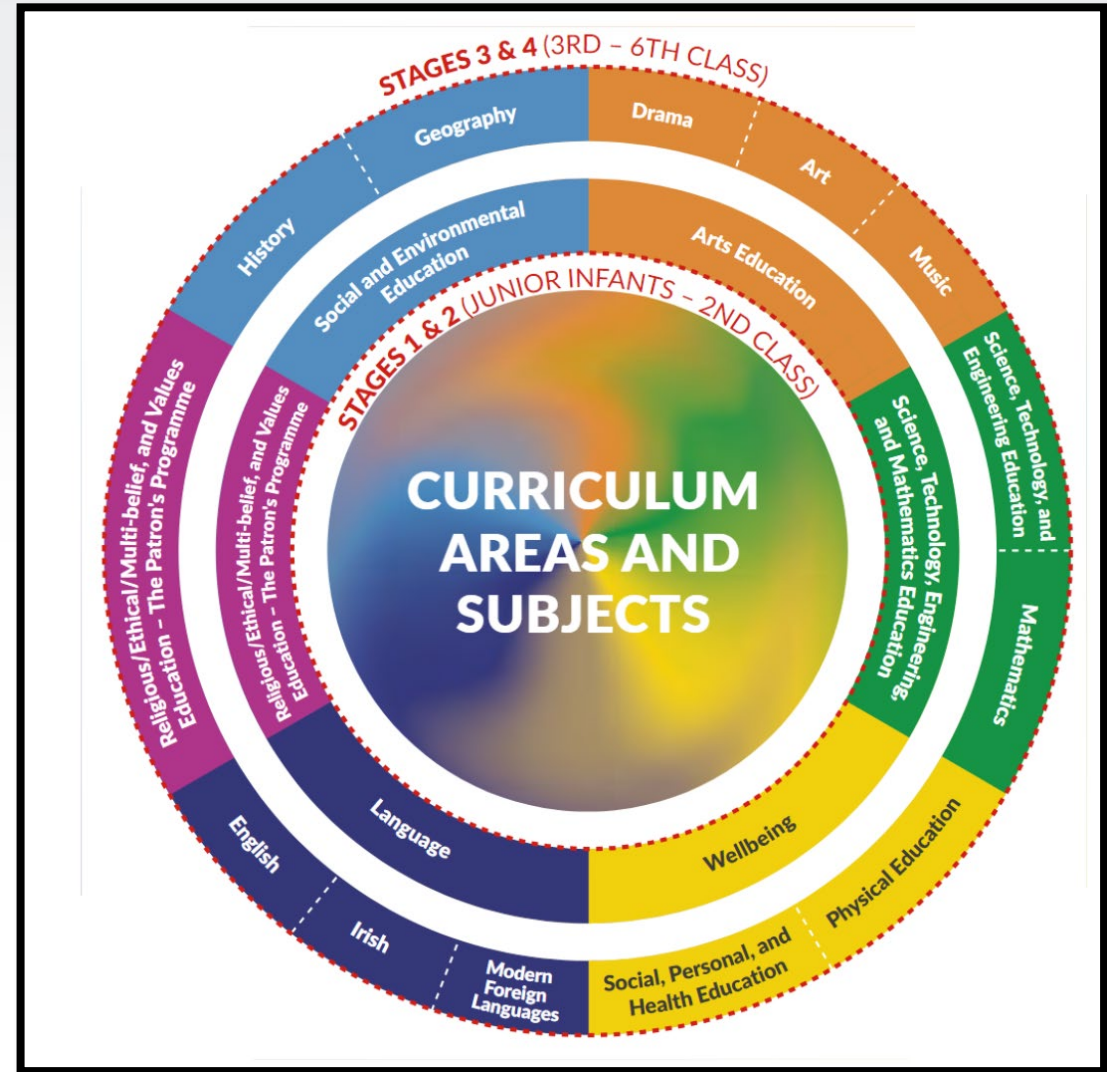 STAGES 3 & 4 (3RD – 6TH CLASS)
Geography
Drama
Art
Music
History
Social and Environmental
Education
Arts Education
STAGES 1 & 2 (JUNIOR INFANTS – 2ND CLASS)
Science, Technology, and
Engineering Education
Mathematics
Science, Technology, Engineering,
and Mathematics Education
Religious/Ethical/Multi-belief, and Values
Education – The Patron's Programme
Religious/Ethical/Multi-belief, and Values
Education – The Patron's Programme
CURRICULUM
AREAS AND
SUBJECTS
Language
Wellbeing
English
Irish
Modern
Foreign
Languages
Social, Personal, and
Health Education
Physical Education